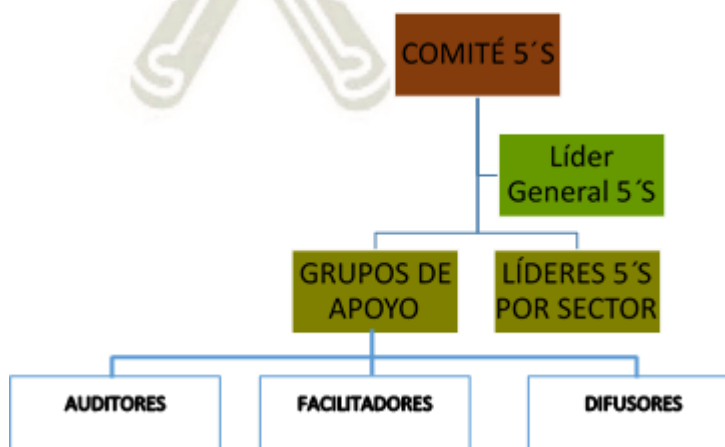 COMITÉ 5´S
Líder
General 5´S
GRUPOS DE
APOYO
LÍDERES 5´S
POR SECTOR
AUDITORES
FACILITADORES
DIFUSORES